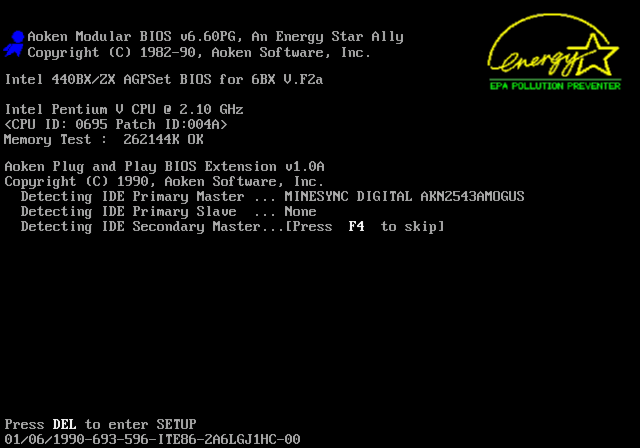 Aoken Modular BIOS v6.60PG, An Energy Star Ally
Copyright (C) 1982-90, Aoken Software, Inc.
energy
EPA POLLUTION PREVENTER
Intel 440BX/ZX AGPSet BIOS for 6BX V.F2a
Intel Pentium V CPU @ 2.10 GHz
<CPU ID: 0695 Patch ID:004A>
Memory Test :  262144K OK
Aoken Plug and Play BIOS Extension v1.0A
Copyright (C) 1990, Aoken Software, Inc.
Detecting IDE Primary Master ... MINESYNC DIGITAL AKN2543AMOGUS
Detecting IDE Primary Slave  ... None
Detecting IDE Secondary Master...[Press  F4  to skip]
Press DEL to enter SETUP
01/06/1990-693-596-ITE86-2A6LGJ1HC-00